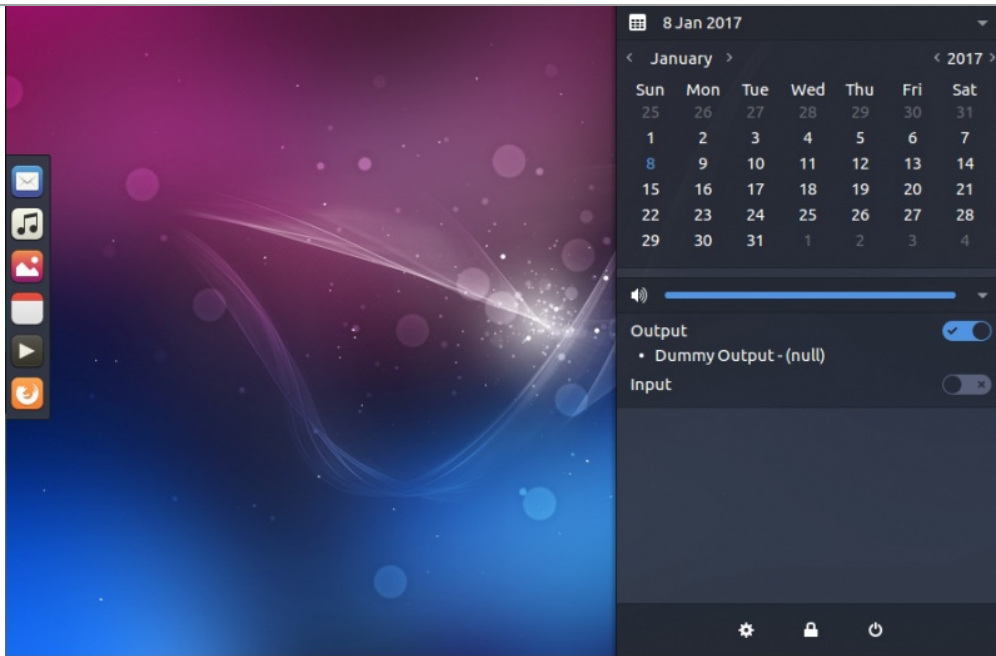 8 Jan 2017
‹ January › ‹ 2017 ›
Sun Mon Tue Wed Thu Fri Sat
25 26 27 28 29 30 31
1 2 3 4 5 6 7
8 9 10 11 12 13 14
15 16 17 18 19 20 21
22 23 24 25 26 27 28
29 30 31 1 2 3 4
Output
• Dummy Output - (null)
Input